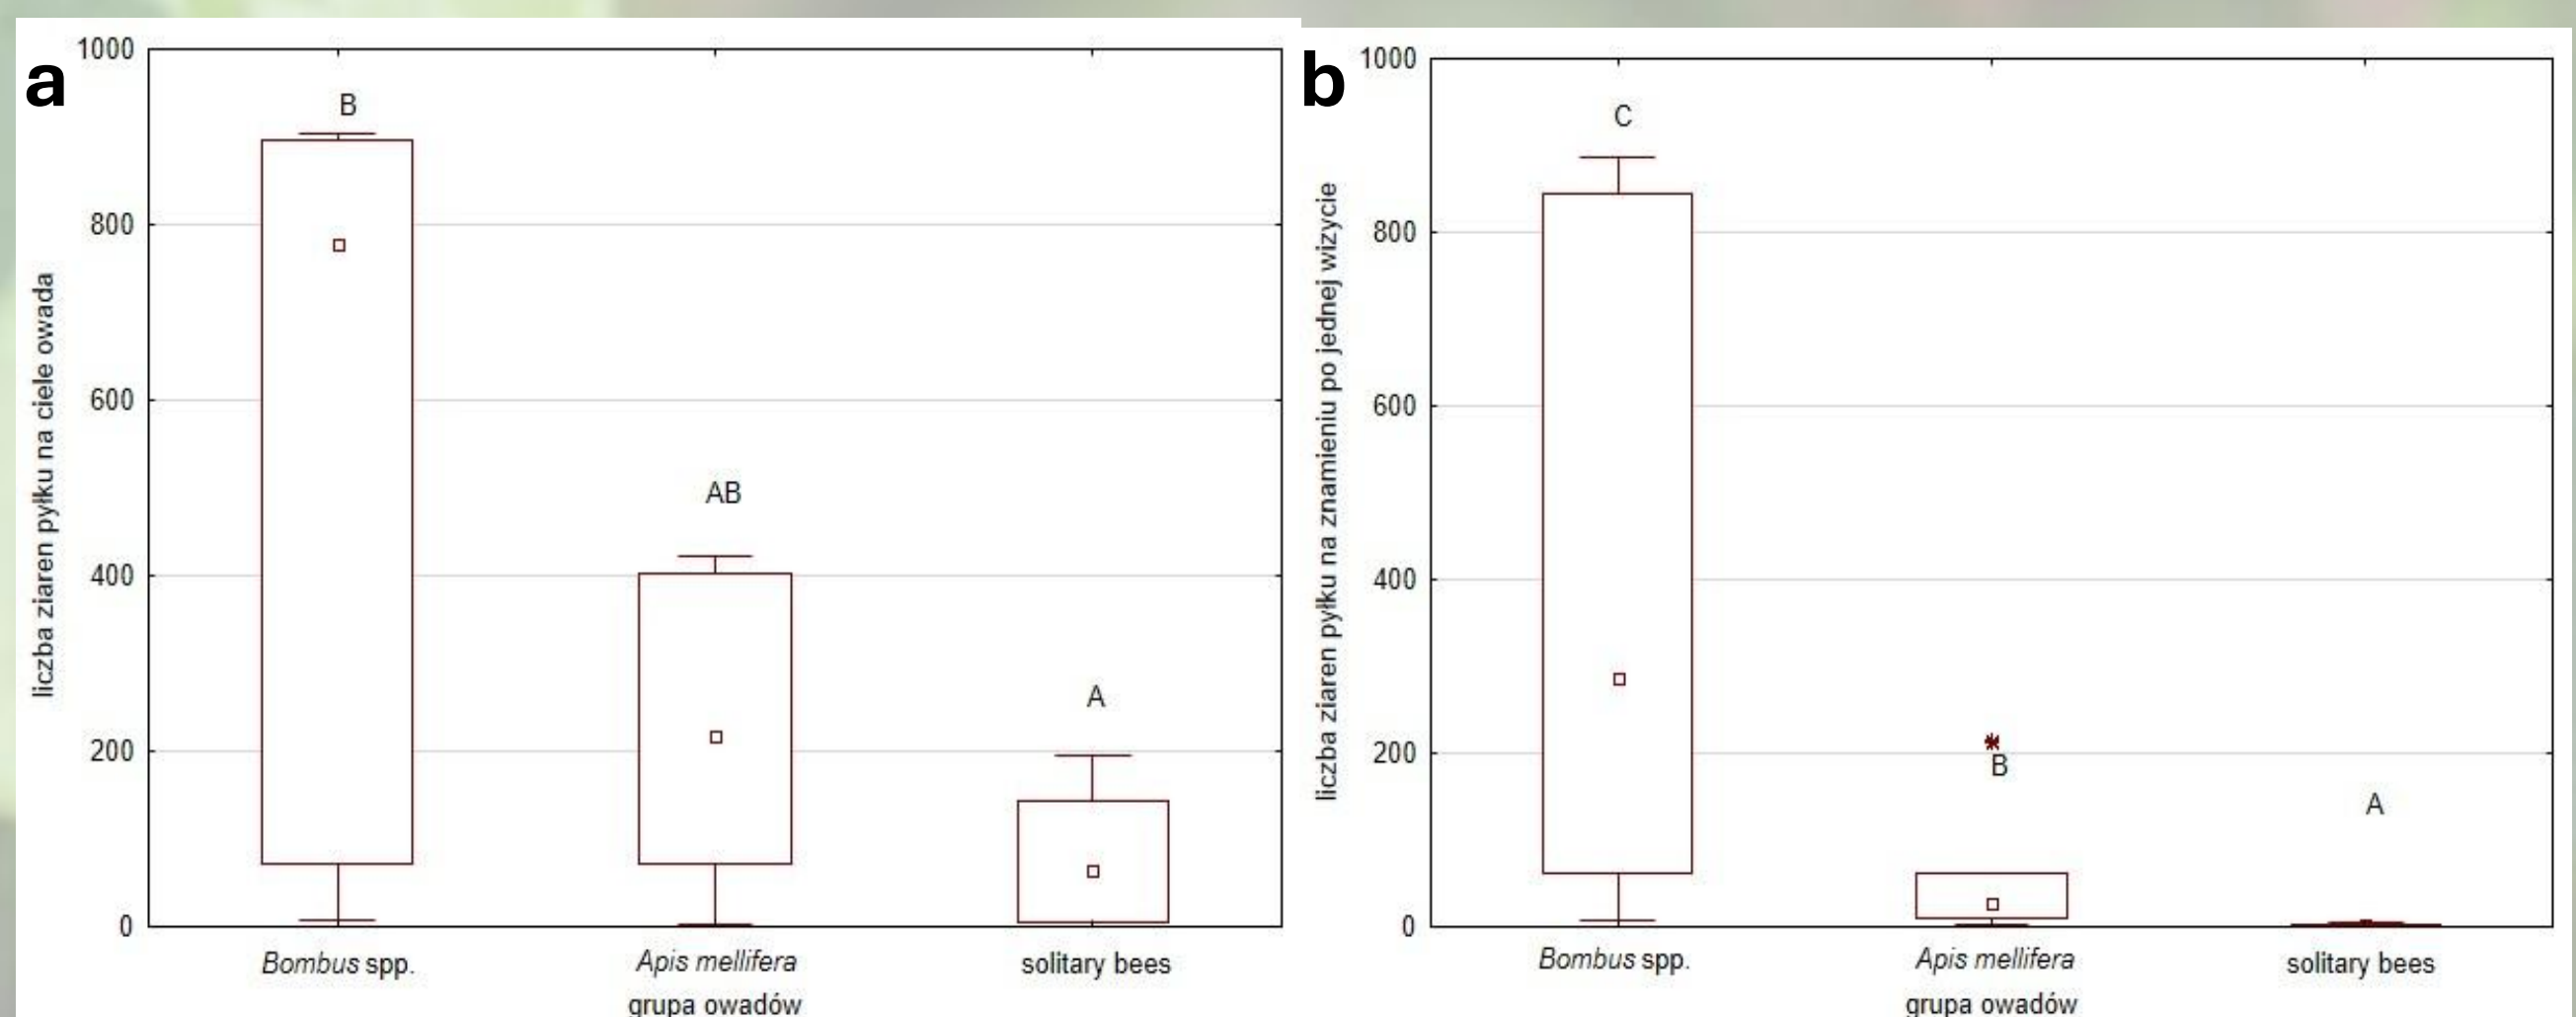 a
liczba ziaren pyłku na ciele owada
1000
800
600
400
200
0
B
AB
A
Bombus spp.
Apis mellifera
solitary bees
grupa owadów
b
liczba ziaren pyłku na znamieniu po jednej wizycie
1000
800
600
400
200
0
C
B
A
Bombus spp.
Apis mellifera
solitary bees
grupa owadów